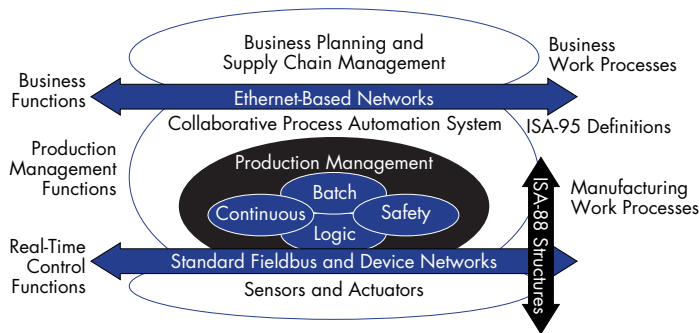 Business Planning and
Supply Chain Management
Business
Work Processes
Business
Functions
Ethernet-Based Networks
Collaborative Process Automation System
ISA-95 Definitions
Production
Management
Functions
Production Management
Batch
Continuous
Safety
Logic
ISA-88 Structures
Manufacturing
Work Processes
Real-Time
Control
Functions
Standard Fieldbus and Device Networks
Sensors and Actuators